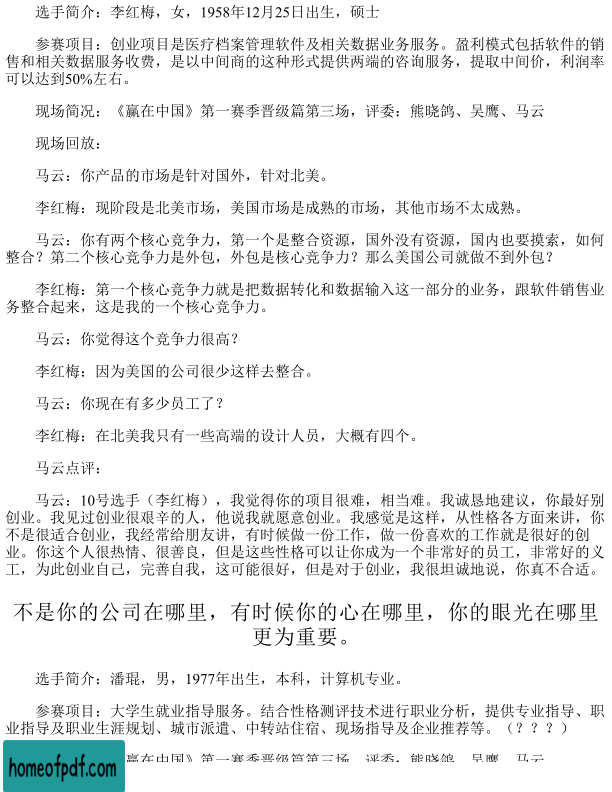 选手简介：李红梅，女，1958年12月25日出生，硕士
参赛项目：创业项目是医疗档案管理软件及相关数据业务服务。盈利模式包括软件的销
售和相关数据服务收费，是以中间商的这种形式提供两端的咨询服务，提取中间价，利润率
可以达到50%左右。
现场简况：《赢在中国》第一赛季晋级篇第三场，评委：熊晓鸽、吴鹰、马云
现场回放：
马云：你产品的市场是针对国外，针对北美。
李红梅：现阶段是北美市场，美国市场是成熟的市场，其他市场不太成熟。
马云：你有两个核心竞争力，第一个是整合资源，国外没有资源，国内也要摸索，如何
整合？第二个核心竞争力是外包，外包是核心竞争力？那么美国公司就做不到外包？
李红梅：第一个核心竞争力就是把数据转化和数据输入这一部分的业务，跟软件销售业
务整合起来，这是我的一个核心竞争力。
马云：你觉得这个竞争力很高？
李红梅：因为美国的公司很少这样去整合。
马云：你现在有多少员工了？
李红梅：在北美我只有一些高端的设计人员，大概有四个。
马云点评：
马云：10号选手（李红梅），我觉得你的项目很难，相当难。我诚恳地建议，你最好别
创业。我见过创业很艰辛的人，他说我就愿意创业。我感觉是这样，从性格各方面来讲，你
不是很适合创业，我经常给朋友讲，有时候做一份工作，做一份喜欢的工作就是很好的创
业。你这个人很热情、很善良，但是这些性格可以让你成为一个非常好的员工，非常好的义
工，为此创业自己，完善自我，这可能很好，但是对于创业，我很坦诚地说，你真不合适。
不是你的公司在哪里，有时候你的心在哪里，你的眼光在哪里
更为重要。
选手简介：潘琨，男，1977年出生，本科，计算机专业。
参赛项目：大学生就业指导服务。结合性格测评技术进行职业分析，提供专业指导、职
业指导及职业生涯规划、城市派遣、中转站住宿、现场指导及企业推荐等。（？？？）
赢在中国》第一赛季晋级篇第三场，评委：熊晓鸽、吴鹰、马云
homeofpdf.com